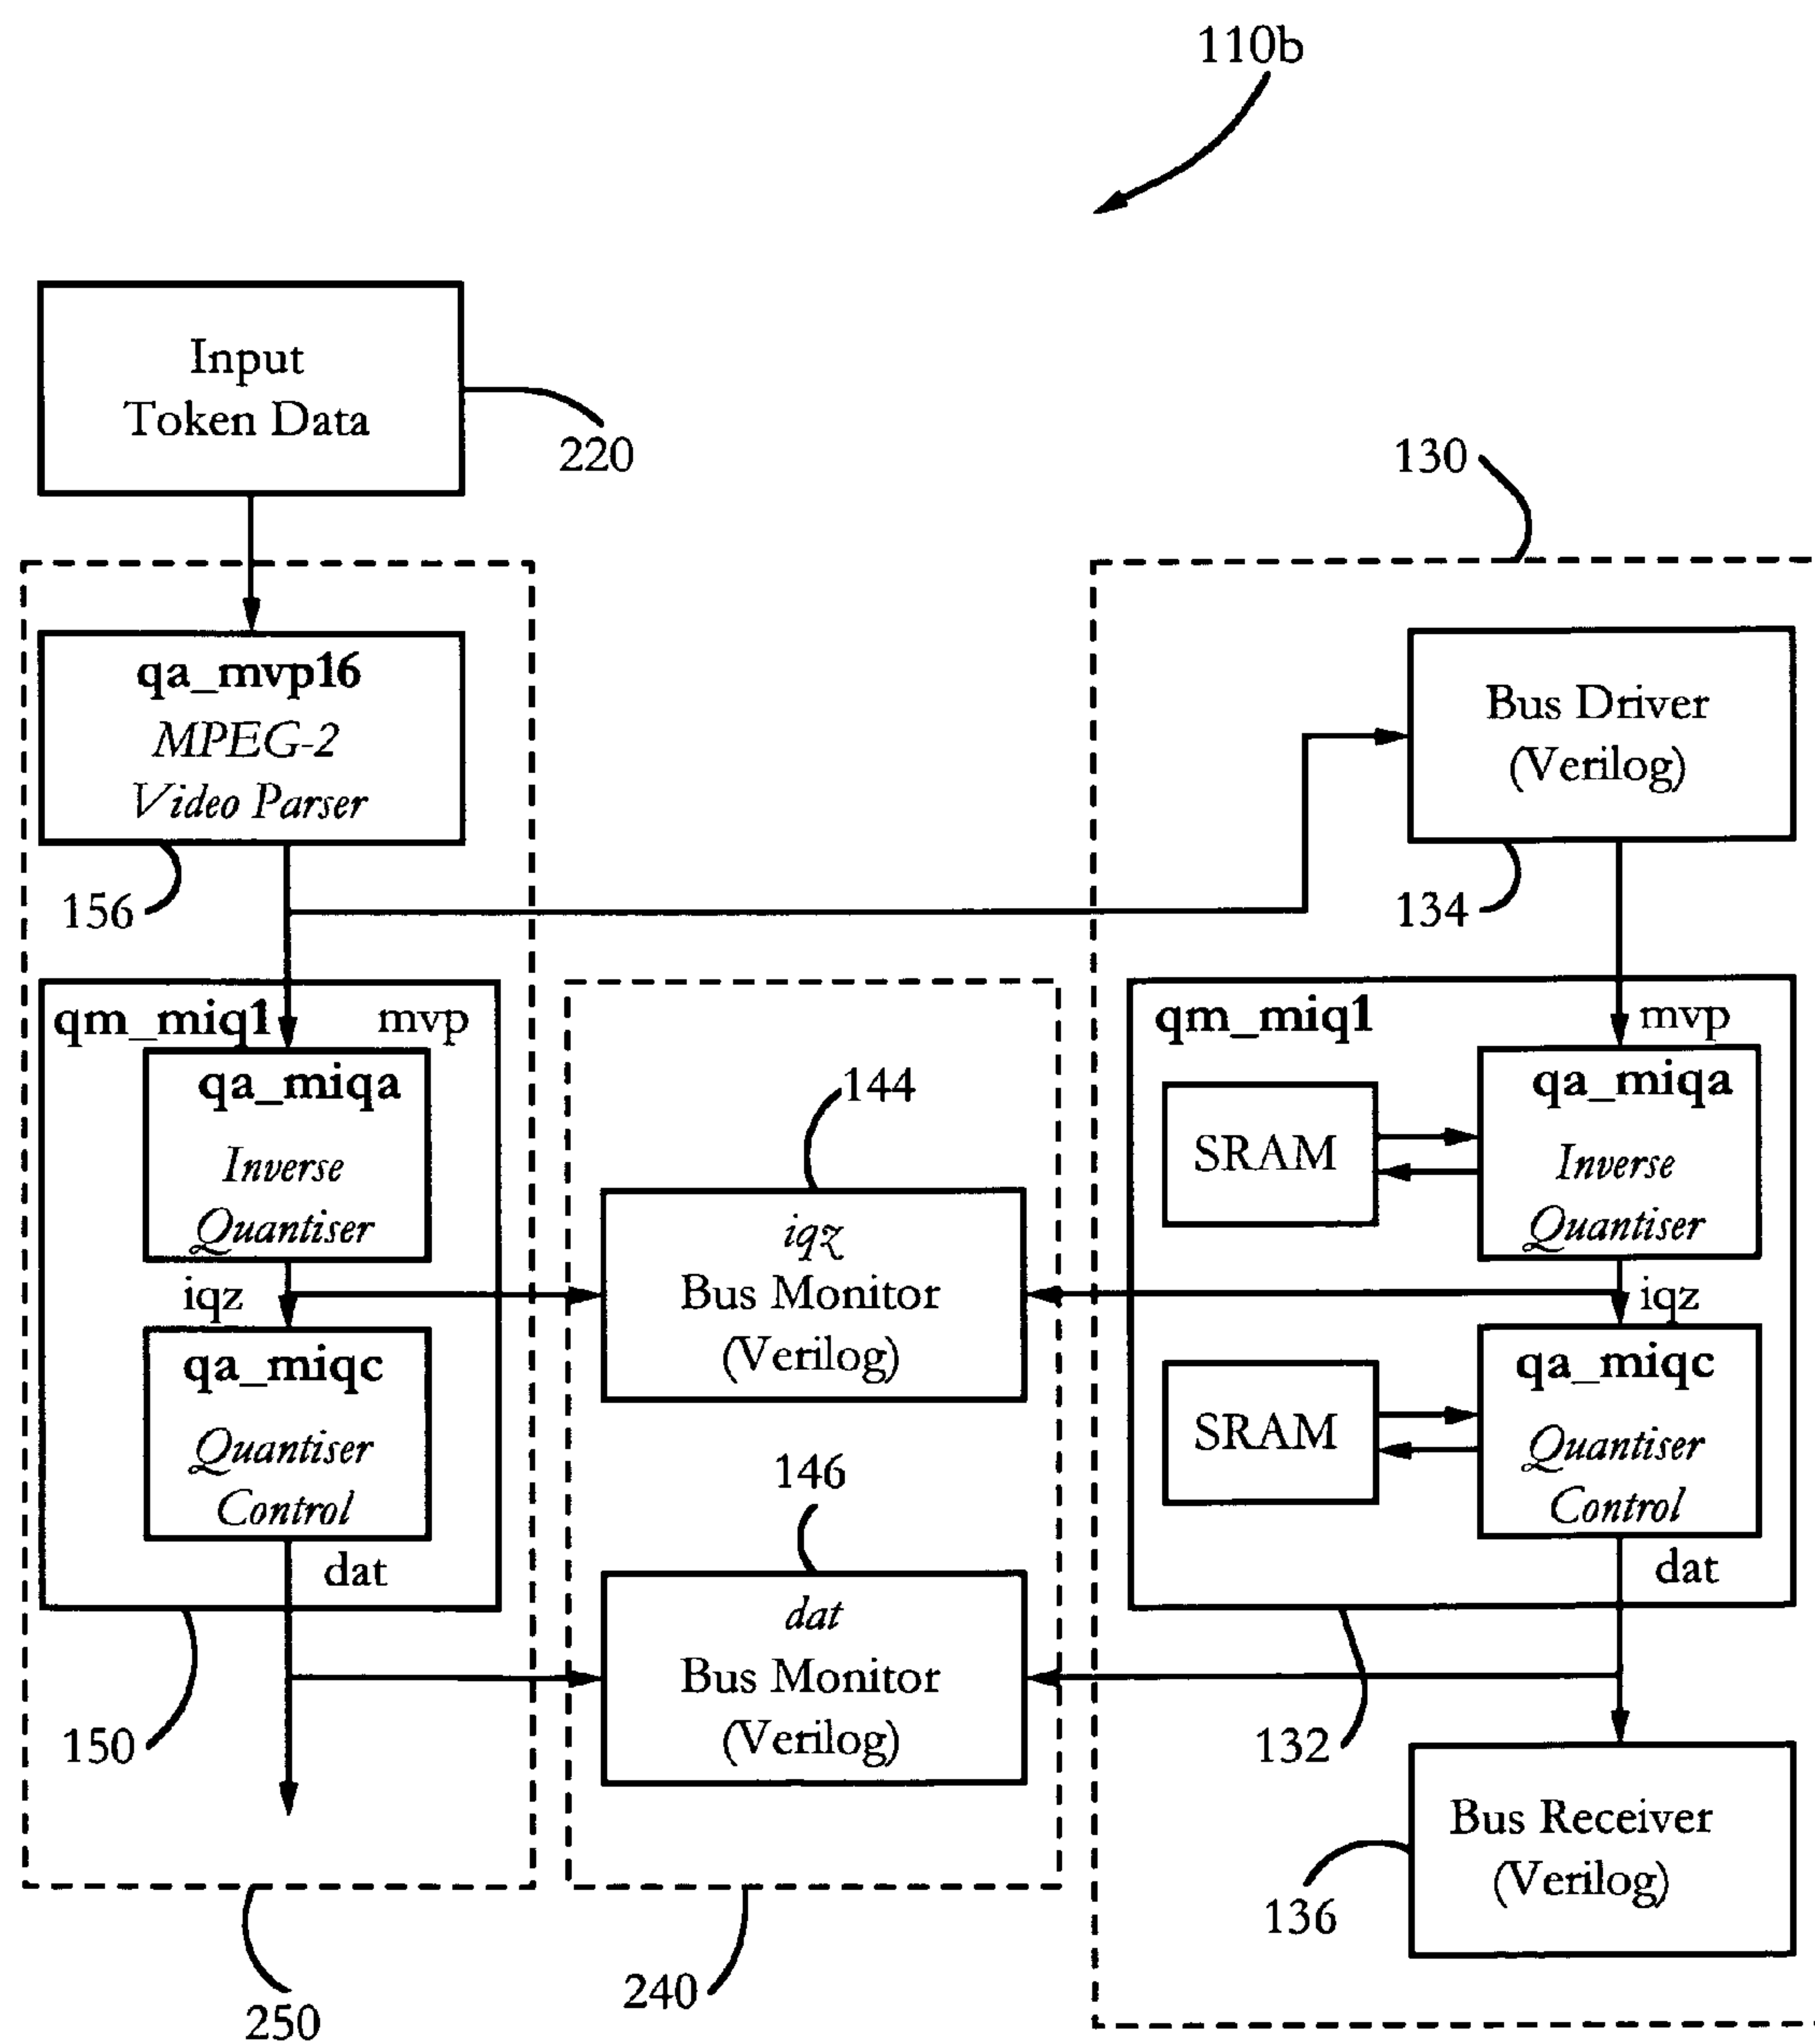 110b
Input
Token Data
220
130
qa_mvp16
MPEG-2
Video Parser
156
Bus Driver
(Verilog)
134
qm_miq1
mvp
qa_miqa
Inverse
Quantiser
iqz
qa_miqc
Quantiser
Control
dat
150
250
144
iqz
Bus Monitor
(Verilog)
146
dat
Bus Monitor
(Verilog)
240
qm_miq1
mvp
SRAM
qa_miqa
Inverse
Quantiser
iqz
SRAM
qa_miqc
Quantiser
Control
dat
132
Bus Receiver
(Verilog)
136